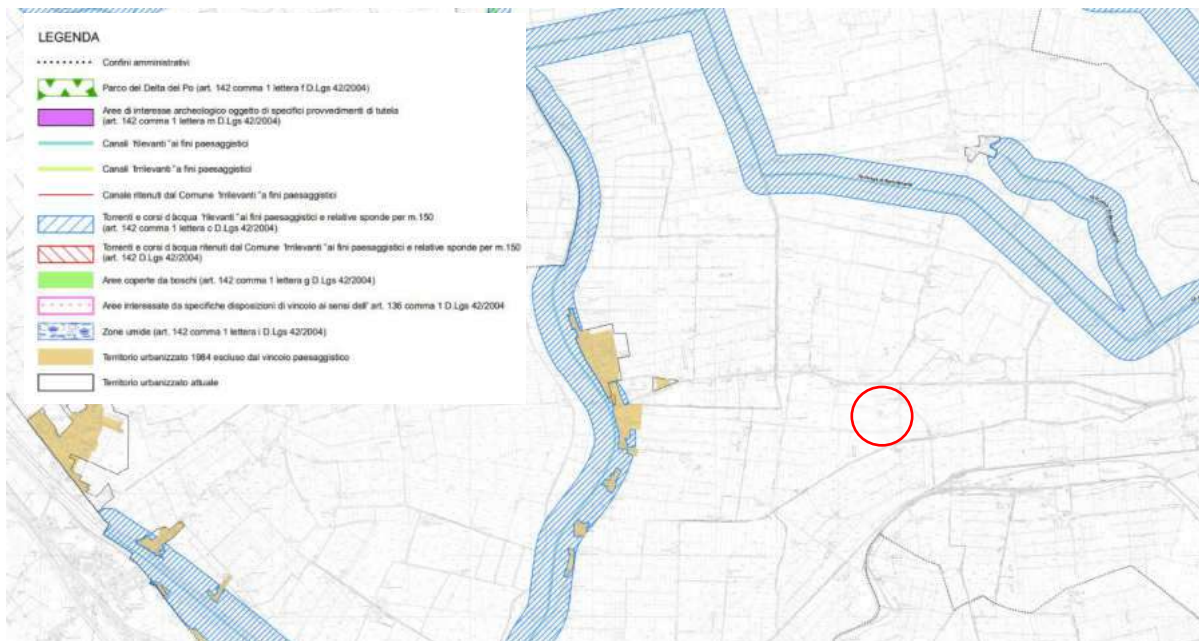 LEGENDA
Confini amministrativi
Parco del Delta del Po (art. 142 comma 1 lettera f D.Lgs 42/2004)
Aree di interesse archeologico oggetto di specifici provvedimenti di tutela
(art. 142 comma 1 lettera m D.Lgs 42/2004)
Canali "rilevanti" ai fini paesaggistici
Canali "irrilevanti" a fini paesaggistici
Canale ritenuti dal Comune "irrilevanti" a fini paesaggistici
Torrenti e corsi d'acqua "rilevanti" ai fini paesaggistici e relative sponde per m.150
(art. 142 comma 1 lettera c D.Lgs 42/2004)
Torrenti e corsi d'acqua ritenuti dal Comune "irrilevanti" ai fini paesaggistici e relative sponde per m.150
(art. 142 D.Lgs 42/2004)
Aree coperte da boschi (art. 142 comma 1 lettera g D.Lgs 42/2004)
Aree interessate da specifiche disposizioni di vincolo ai sensi dell' art. 136 comma 1 D.Lgs 42/2004
Zone umide (art. 142 comma 1 lettera i D.Lgs 42/2004)
Territorio urbanizzato 1984 escluso dal vincolo paesaggistico
Territorio urbanizzato attuale